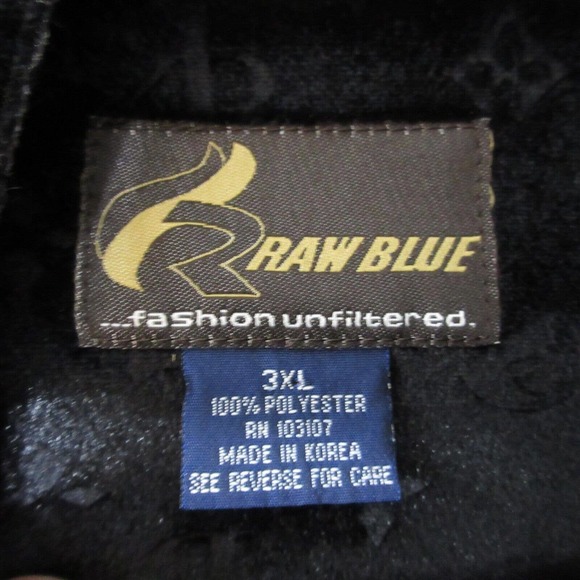 RAW BLUE
...fashion unfiltered.
3XL
100% POLYESTER
RN 103107
MADE IN KOREA
SEE REVERSE FOR CARE